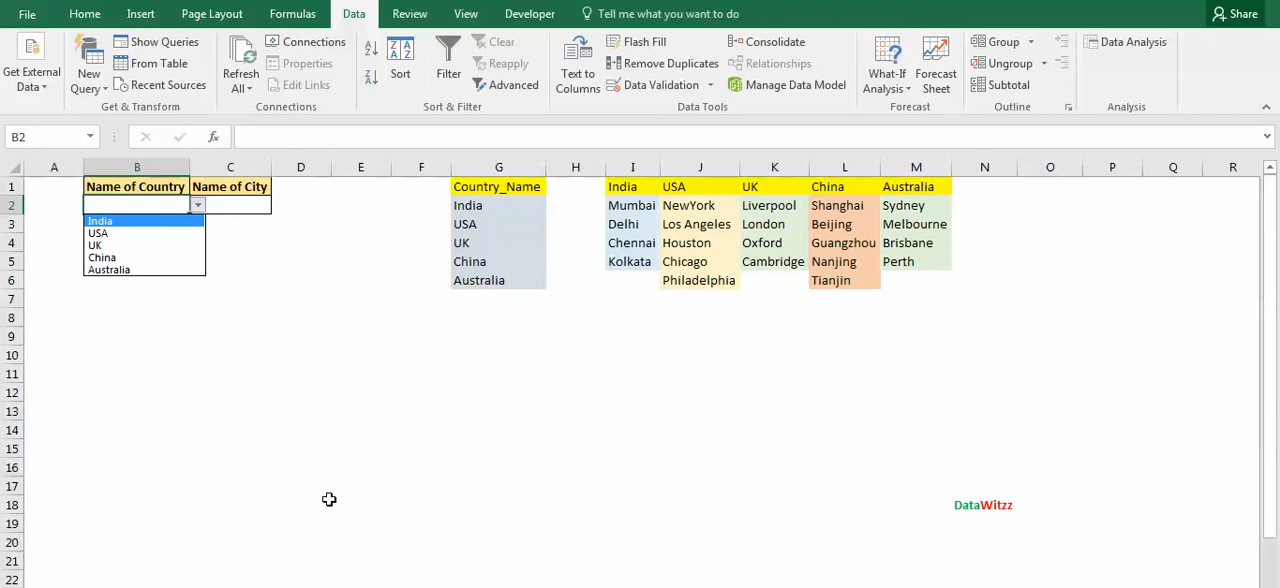 File Home Insert Page Layout Formulas Data Review View Developer Tell me what you want to do Share
Get External Data
New Query
Show Queries
From Table
Recent Sources
Get & Transform
Refresh All
Connections
Properties
Edit Links
Connections
Sort
Filter
Clear
Reapply
Advanced
Sort & Filter
Text to Columns
Flash Fill
Remove Duplicates
Data Validation
Consolidate
Relationships
Manage Data Model
Data Tools
What-If Analysis
Forecast Sheet
Forecast
Group
Ungroup
Subtotal
Outline
Data Analysis
Analysis
B2 fx
A B C D E F G H I J K L M N O P Q R
1 Name of Country Name of City Country_Name India USA UK China Australia
2 India Mumbai NewYork Liverpool Shanghai Sydney
3 India USA Delhi Los Angeles London Beijing Melbourne
USA
4 UK UK Chennai Houston Oxford Guangzhou Brisbane
5 China China Kolkata Chicago Cambridge Nanjing Perth
Australia
6 Australia Philadelphia Tianjin
7
8
9
10
11
12
13
14
15
16
17
18 DataWitzz
19
20
21
22